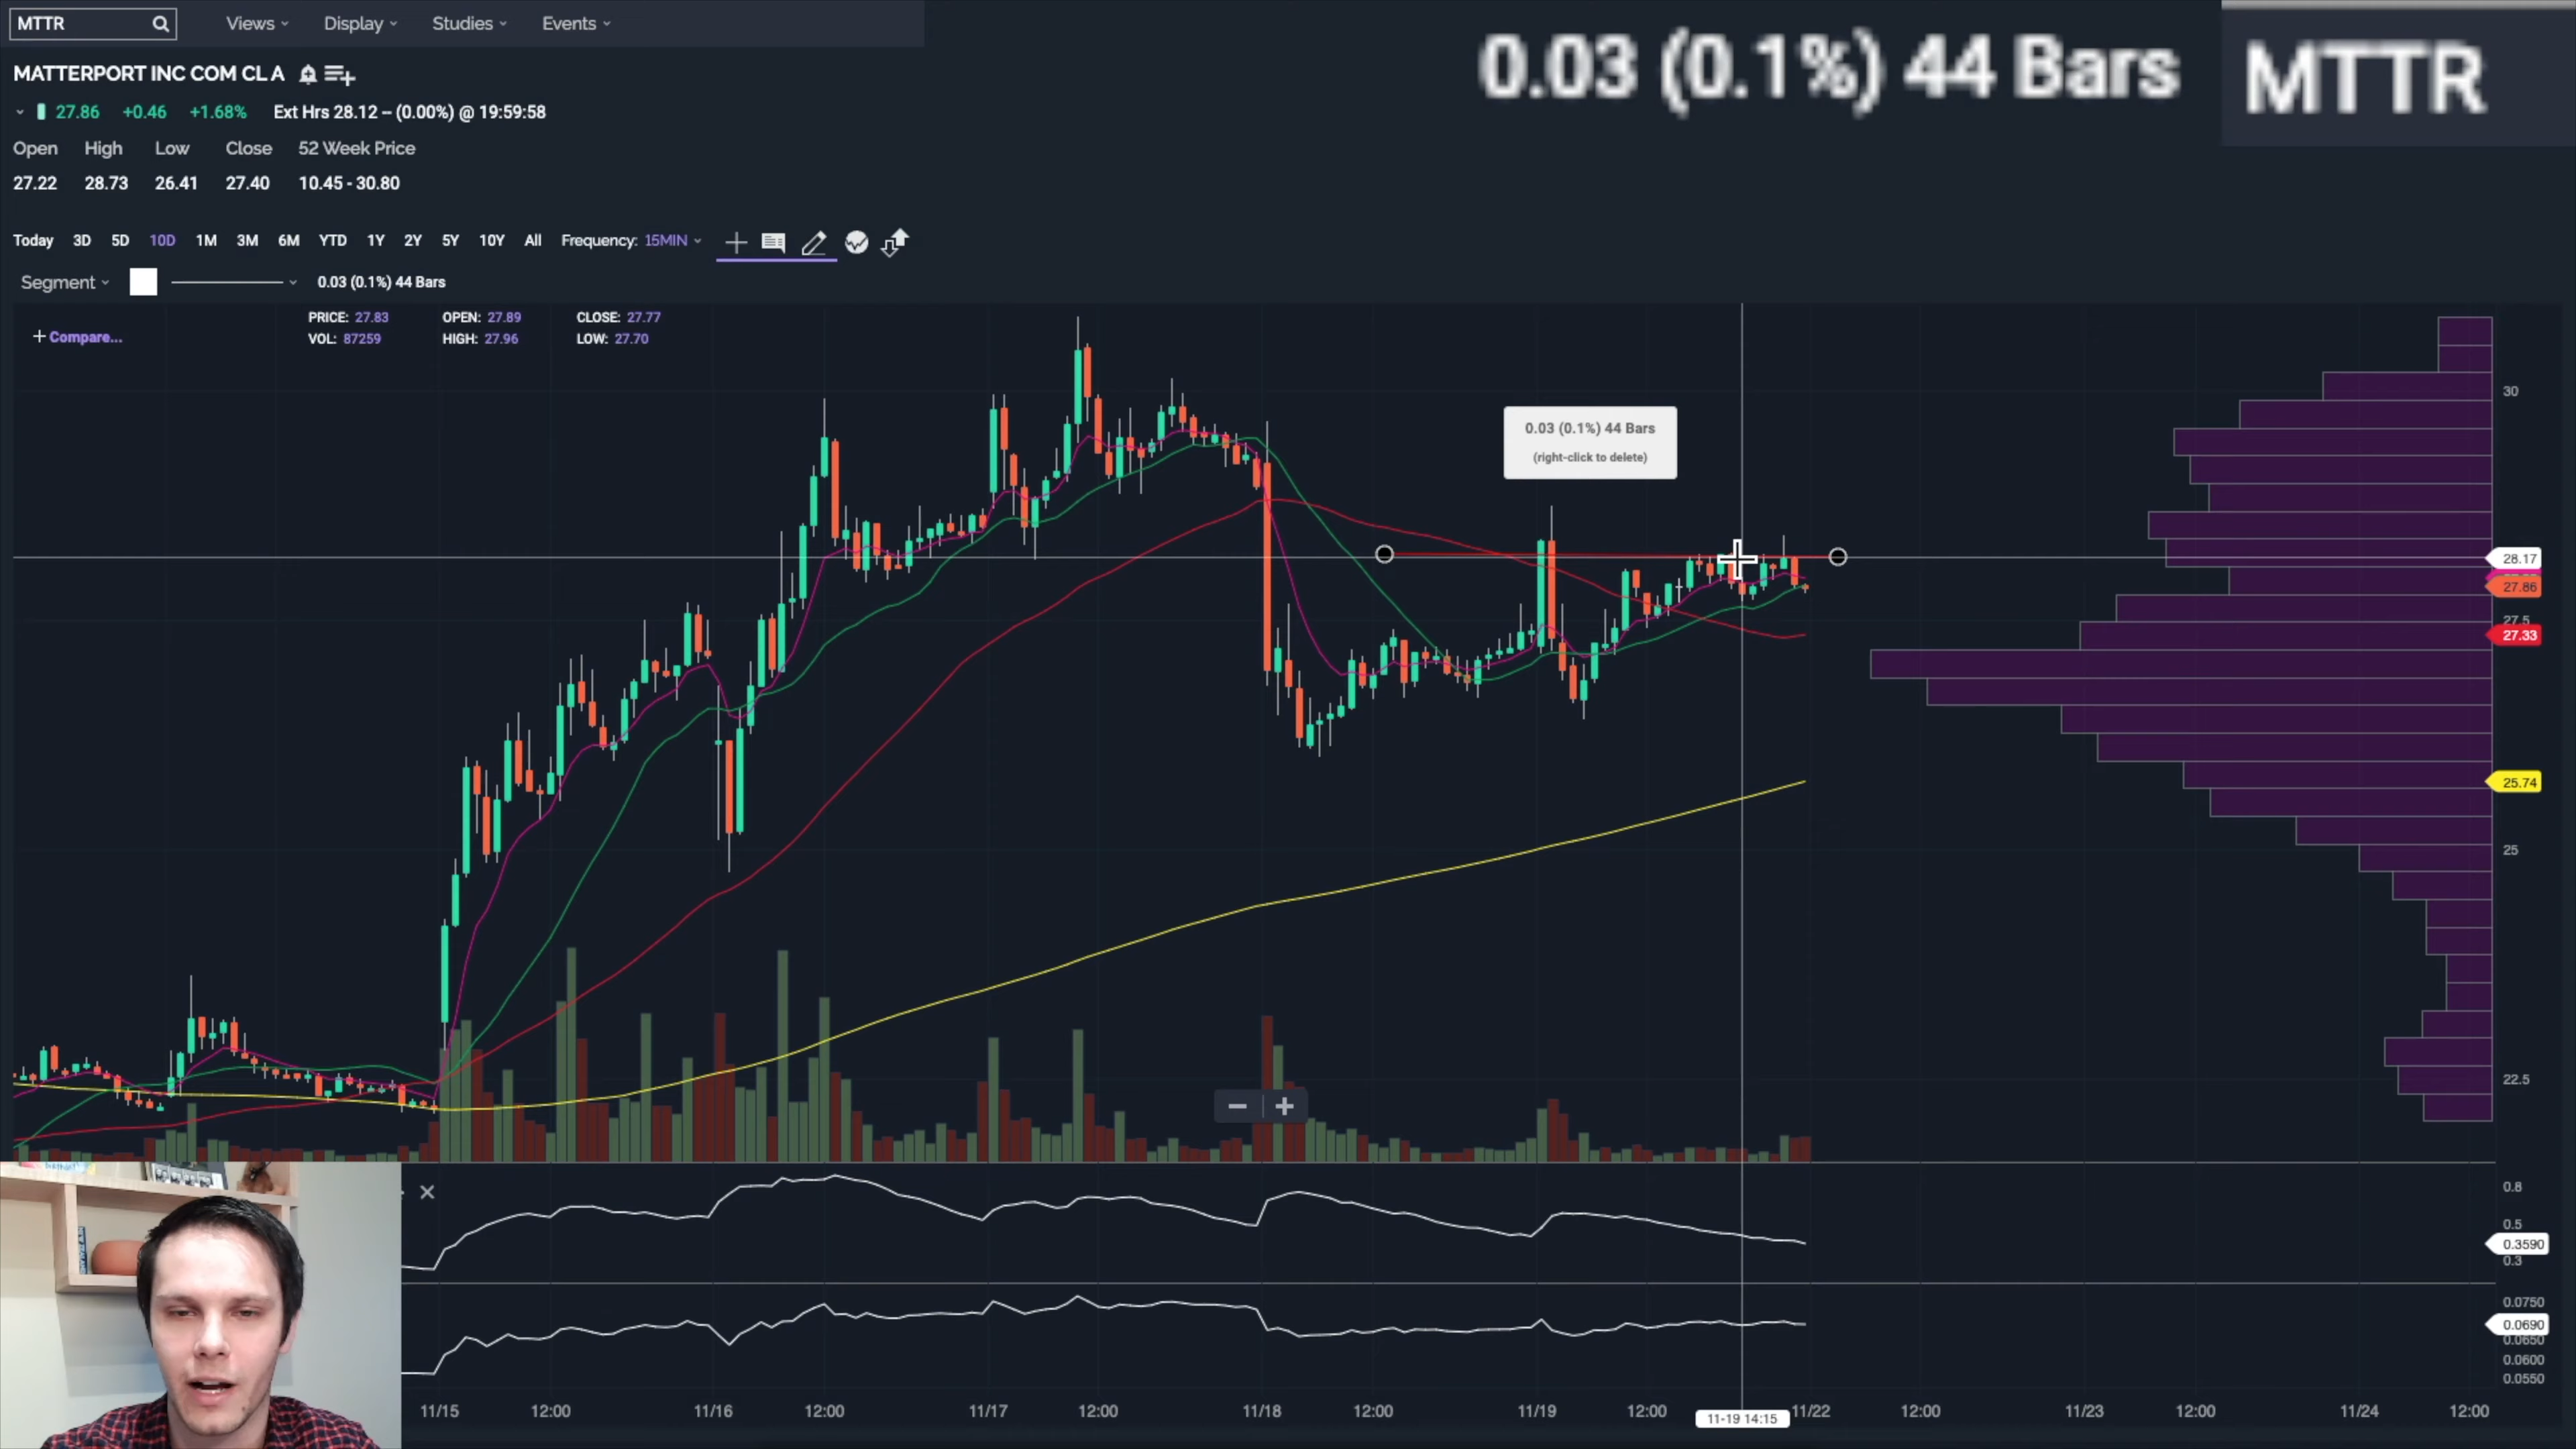 MTTR
Views
Display
Studies
Events
0.03 (0.1%) 44 Bars
MTTR
MATTERPORT INC COM CL A
27.86 +0.46 +1.68% Ext Hrs 28.12 – (0.00%) @ 19:59:58
Open High Low Close 52 Week Price
27.22 28.73 26.41 27.40 10.45 - 30.80
Today 3D 5D 10D 1M 3M 6M YTD 1Y 2Y 5Y 10Y All Frequency: 15MIN
Segment 0.03 (0.1%) 44 Bars
PRICE: 27.83 OPEN: 27.89 CLOSE: 27.77
+ Compare...
VOL: 87259 HIGH: 27.96 LOW: 27.70
30
0.03 (0.1%) 44 Bars
(right-click to delete)
28.17
27.86
27.5
27.33
25.74
25
22.5
0.8
0.5
0.3590
0.3
0.0750
0.0690
0.0650
0.0600
0.0550
11/15 12:00 11/16 12:00 11/17 12:00 11/18 12:00 11/19 12:00 11-19 14:15 11/22 12:00 11/23 12:00 11/24 12:00